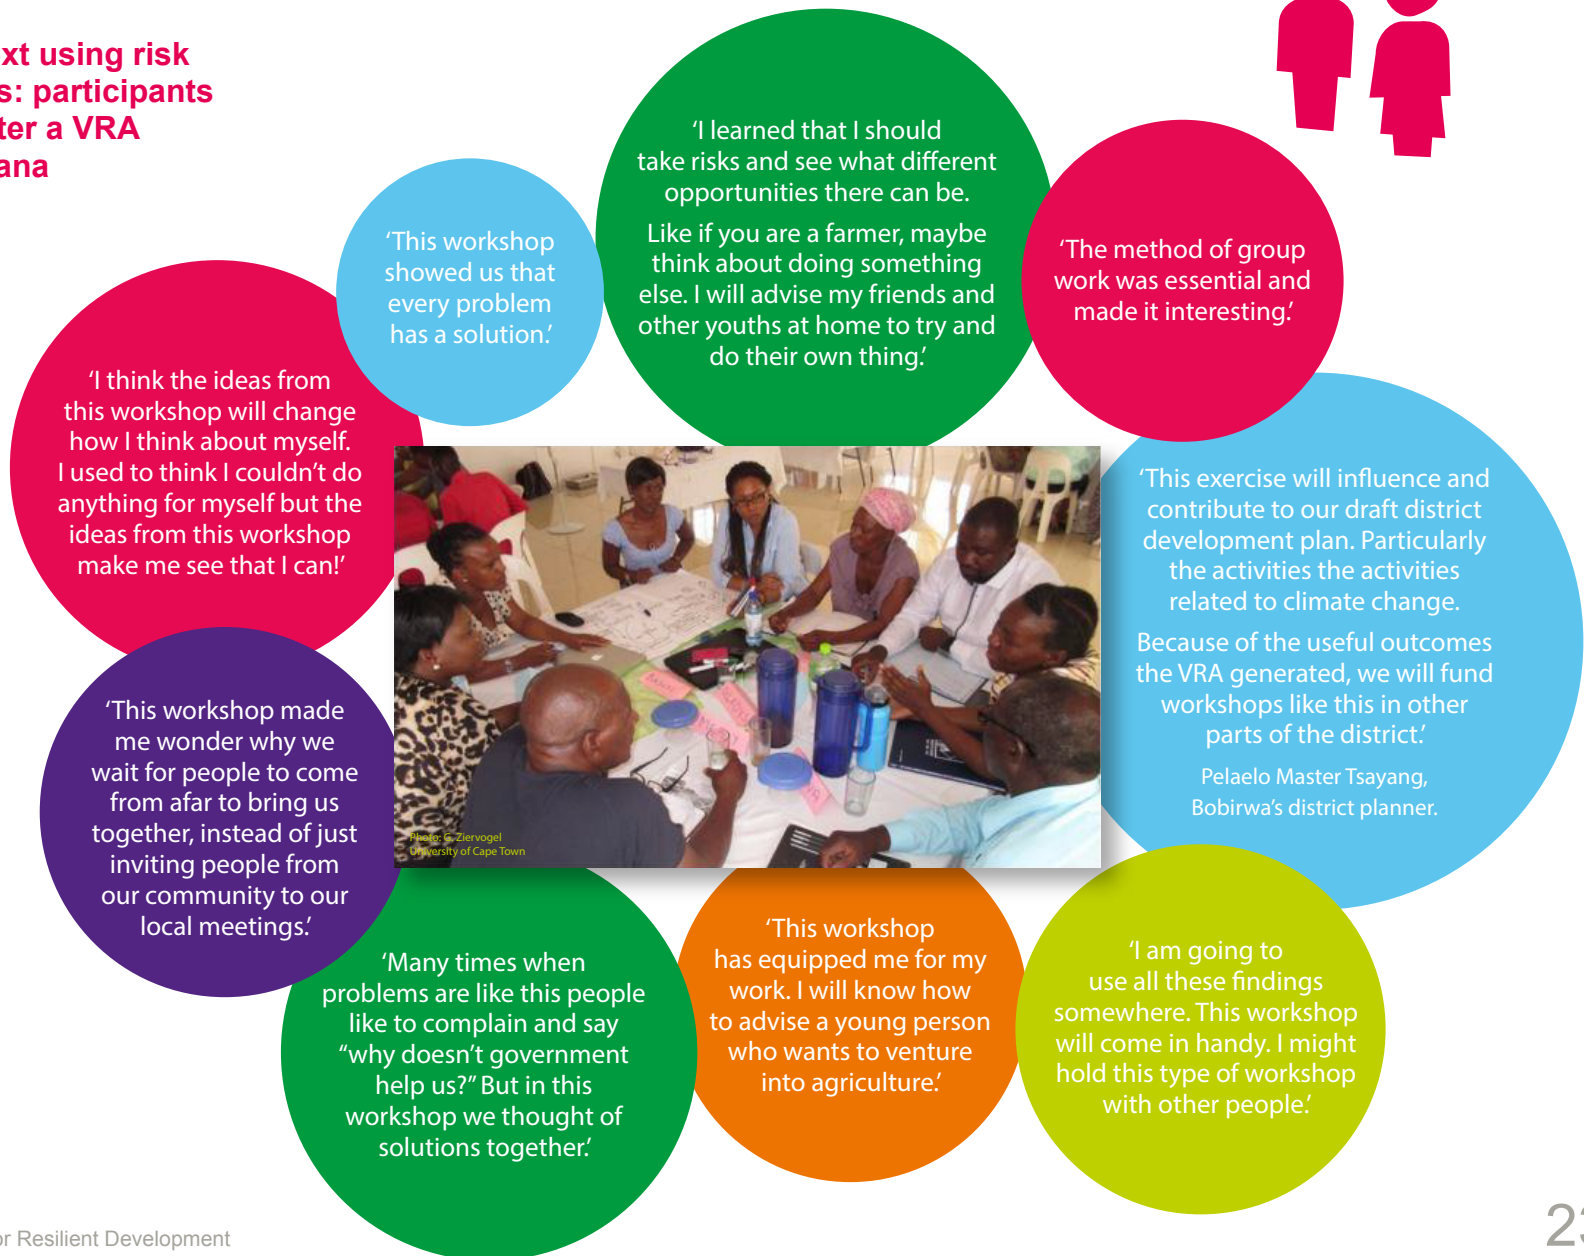 xt using risk
s: participants
ter a VRA
ana
‘This workshop
showed us that
every problem
has a solution.’
‘I learned that I should
take risks and see what different
opportunities there can be.
Like if you are a farmer, maybe
think about doing something
else. I will advise my friends and
other youths at home to try and
do their own thing.’
‘The method of group
work was essential and
made it interesting.’
‘I think the ideas from
this workshop will change
how I think about myself.
I used to think I couldn’t do
anything for myself but the
ideas from this workshop
make me see that I can!’
‘This exercise will influence and
contribute to our draft district
development plan. Particularly
the activities the activities
related to climate change.
Because of the useful outcomes
the VRA generated, we will fund
workshops like this in other
parts of the district.’
Pelaelo Master Tsayang,
Bobirwa’s district planner.
‘This workshop made
me wonder why we
wait for people to come
from afar to bring us
together, instead of just
inviting people from
our community to our
local meetings.’
Photo: G. Ziervogel
University of Cape Town
‘Many times when
problems are like this people
like to complain and say
“why doesn’t government
help us?” But in this
workshop we thought of
solutions together.’
‘This workshop
has equipped me for my
work. I will know how
to advise a young person
who wants to venture
into agriculture.’
‘I am going to
use all these findings
somewhere. This workshop
will come in handy. I might
hold this type of workshop
with other people.’
or Resilient Development
23